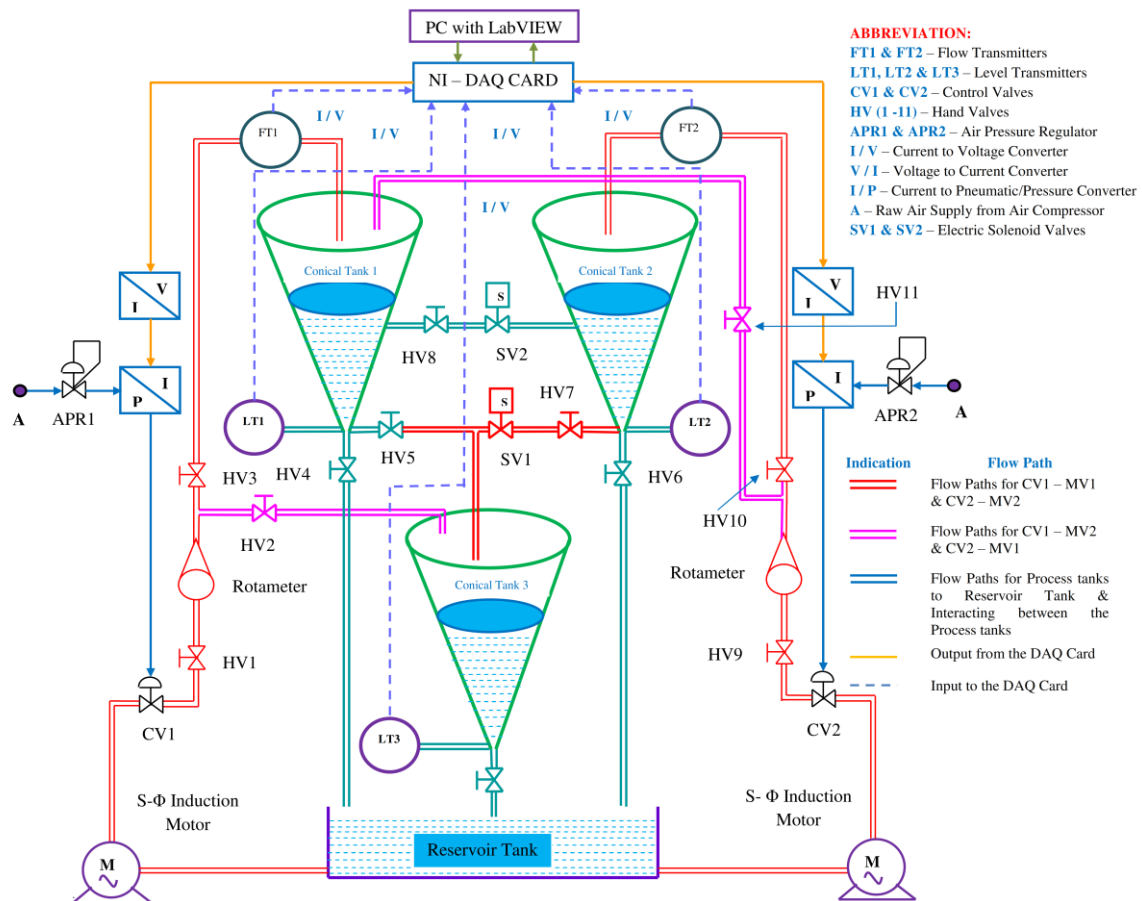 PC with LabVIEW
NI – DAQ CARD
FT1
I / V
I / V
I / V
I / V
FT2
I / V
ABBREVIATION:
FT1 & FT2 – Flow Transmitters
LT1, LT2 & LT3 – Level Transmitters
CV1 & CV2 – Control Valves
HV (1 -11) – Hand Valves
APR1 & APR2 – Air Pressure Regulator
I / V – Current to Voltage Converter
V / I – Voltage to Current Converter
I / P – Current to Pneumatic/Pressure Converter
A – Raw Air Supply from Air Compressor
SV1 & SV2 – Electric Solenoid Valves
Conical Tank 1
Conical Tank 2
V
I
S
V
I
HV11
HV8
SV2
I
P
A
APR1
I
P
APR2
A
HV7
S
LT1
LT2
HV4
HV5
SV1
HV6
HV3
HV10
HV2
Indication
Flow Path
Flow Paths for CV1 – MV1
& CV2 – MV2
Flow Paths for CV1 – MV2
& CV2 – MV1
Flow Paths for Process tanks
to Reservoir Tank &
Interacting between the
Process tanks
Output from the DAQ Card
Input to the DAQ Card
Rotameter
Conical Tank 3
Rotameter
HV1
HV9
CV1
CV2
LT3
S-Φ Induction
Motor
S- Φ Induction
Motor
Reservoir Tank
M
M